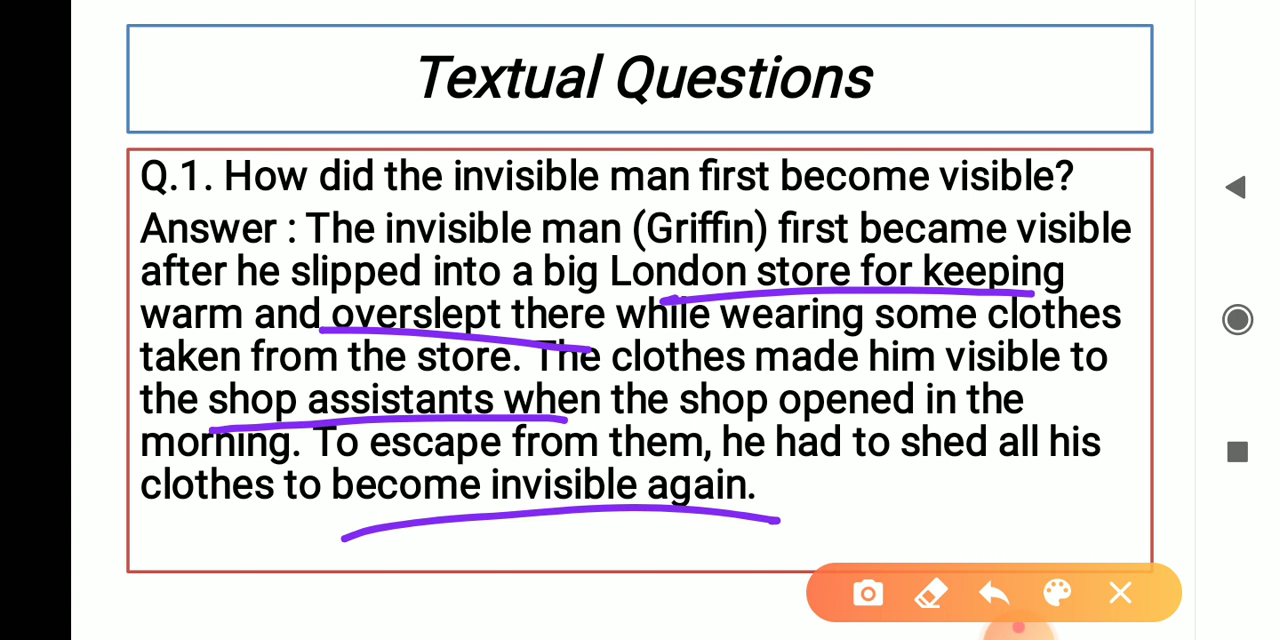 Textual Questions
Q.1. How did the invisible man first become visible?
Answer : The invisible man (Griffin) first became visible
after he slipped into a big London store for keeping
warm and overslept there while wearing some clothes
taken from the store. The clothes made him visible to
the shop assistants when the shop opened in the
morning. To escape from them, he had to shed all his
clothes to become invisible again.